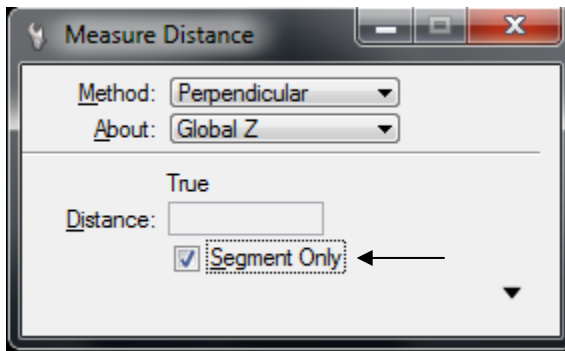 Measure Distance
Method: Perpendicular
About: Global Z
True
Distance:
Segment Only